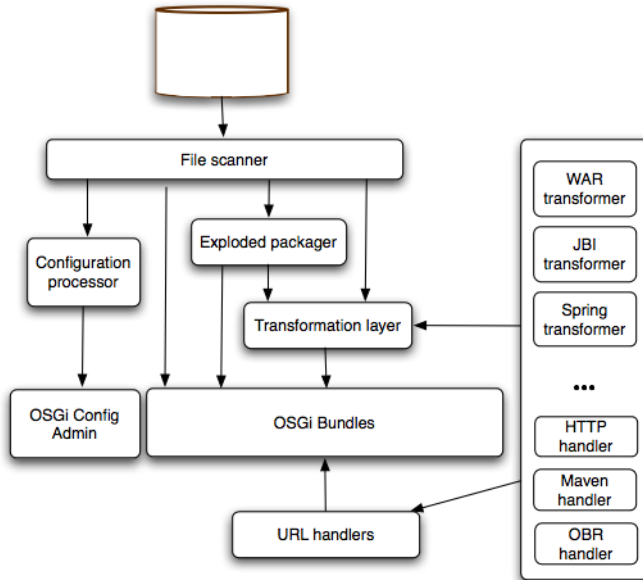 File scanner
Exploded packager
Configuration
processor
Transformation layer
OSGi Config
Admin
OSGi Bundles
URL handlers
WAR
transformer
JBI
transformer
Spring
transformer
...
HTTP
handler
Maven
handler
OBR
handler